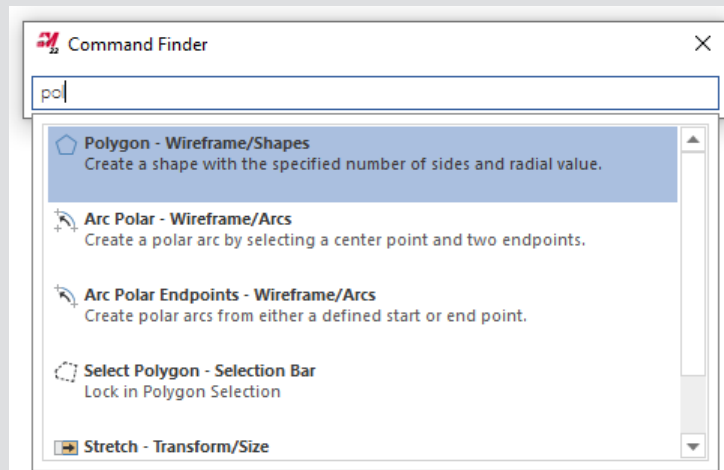 22
Command Finder
pol
Polygon - Wireframe/Shapes
Create a shape with the specified number of sides and radial value.
Arc Polar - Wireframe/Arcs
Create a polar arc by selecting a center point and two endpoints.
Arc Polar Endpoints - Wireframe/Arcs
Create polar arcs from either a defined start or end point.
Select Polygon - Selection Bar
Lock in Polygon Selection
Stretch - Transform/Size